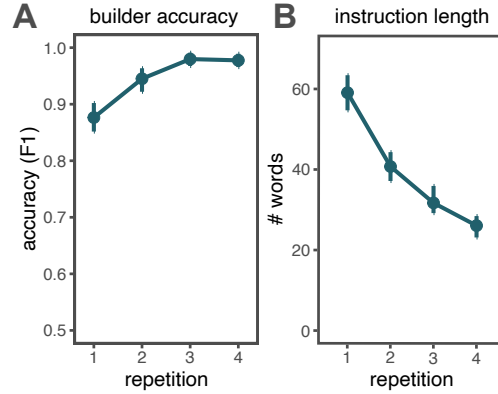 A builder accuracy
accuracy (F1)
1.0
0.9
0.8
0.7
0.6
0.5
1 2 3 4
repetition
B instruction length
# words
60
40
20
0
1 2 3 4
repetition